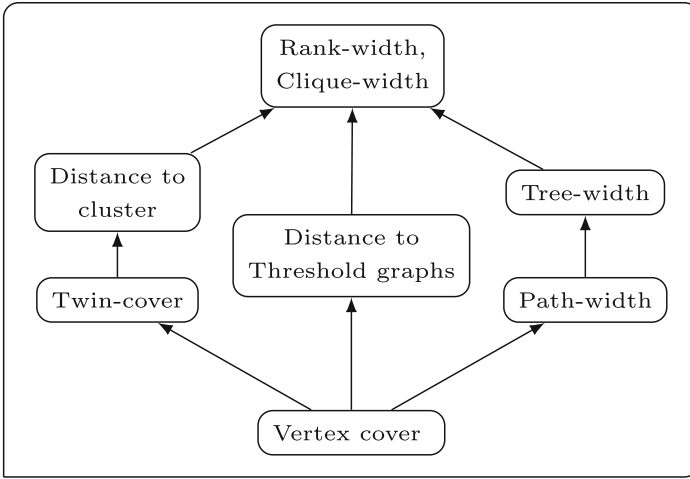 Rank-width,
Clique-width
Distance to
cluster
Tree-width
Distance to
Threshold graphs
Twin-cover
Path-width
Vertex cover